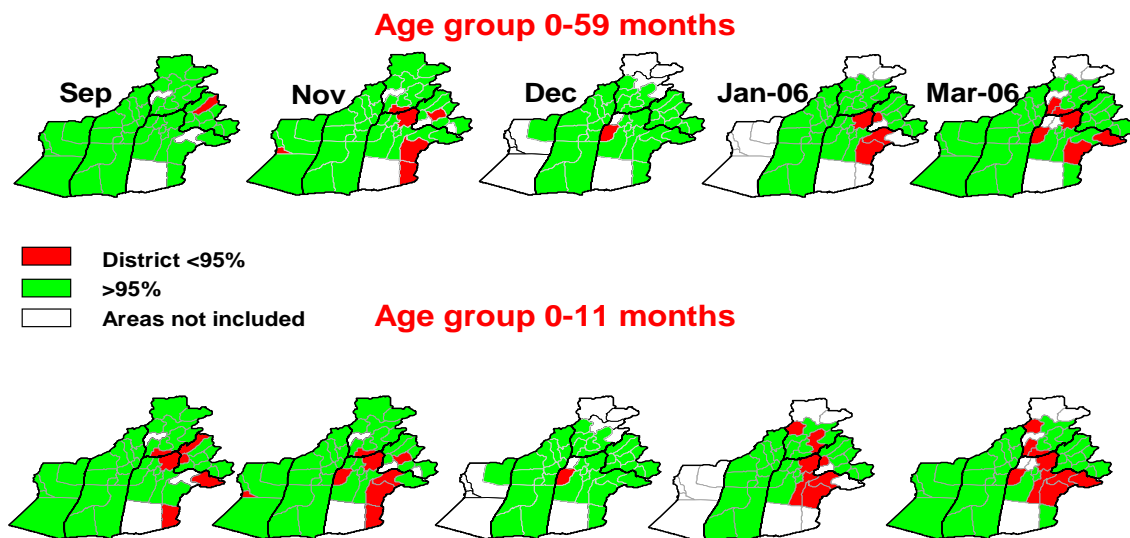 Age group 0-59 months
Sep
Nov
Dec
Jan-06
Mar-06
District <95%
>95%
Areas not included
Age group 0-11 months